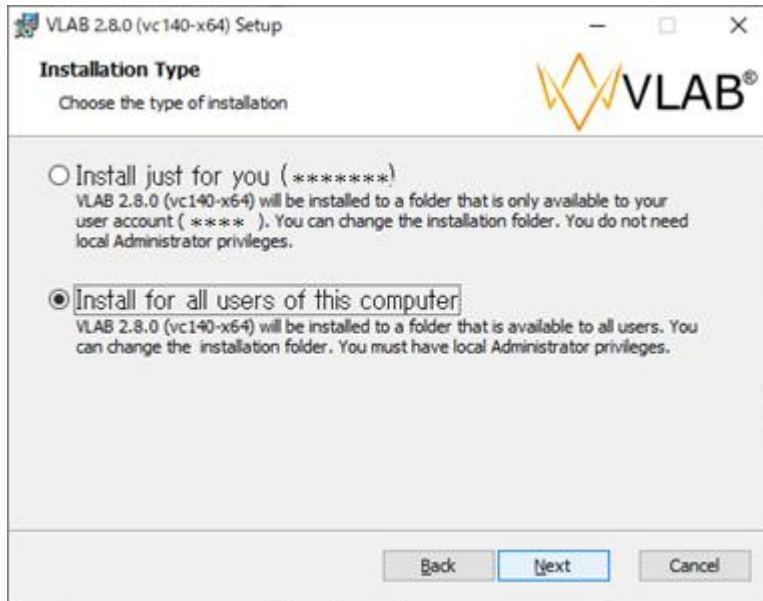 VLAB 2.8.0 (vc140-x64) Setup
Installation Type
Choose the type of installation
VLAB®
Install just for you (*******)
VLAB 2.8.0 (vc140-x64) will be installed to a folder that is only available to your
user account ( **** ). You can change the installation folder. You do not need
local Administrator privileges.
Install for all users of this computer
VLAB 2.8.0 (vc140-x64) will be installed to a folder that is available to all users. You
can change the installation folder. You must have local Administrator privileges.
Back
Next
Cancel